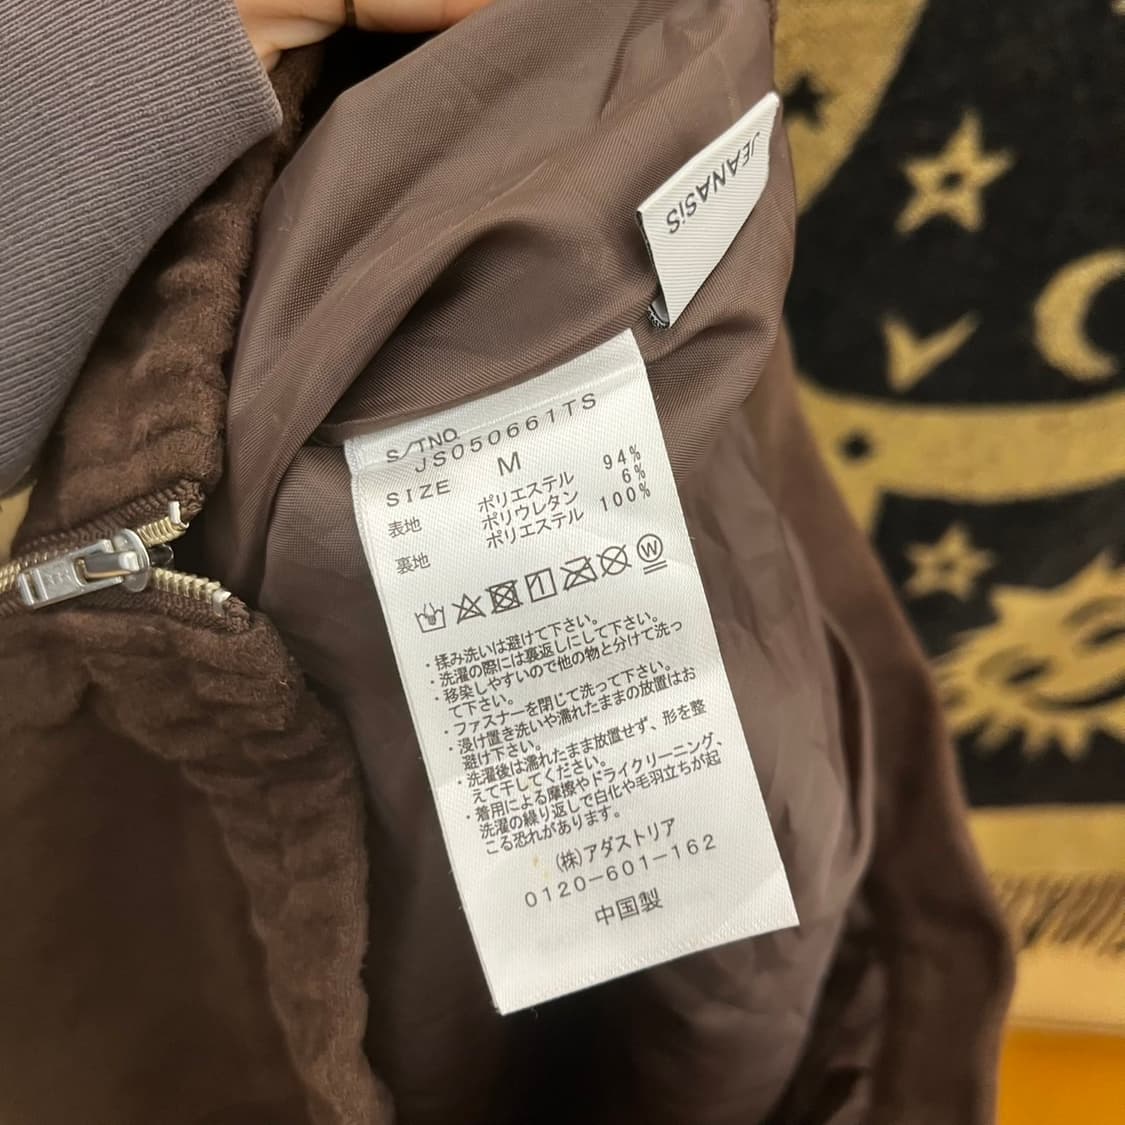 JEANASiS
S/TNO.
JS050661TS
SIZE M
表地 ポリエステル 94%
ポリウレタン 6%
裏地 ポリエステル 100%
W
・揉み洗いは避けて下さい。
・洗濯の際には裏返しにして下さい。
・移染しやすいので他の物と分けて洗っ
て下さい。
・ファスナーを閉じて洗って下さい。
・浸け置き洗いや濡れたままの放置はお
避け下さい。
・洗濯後は濡れたまま放置せず、形を整
えて干してください。
・着用による摩擦やドライクリーニング、
洗濯の繰り返しで白化や毛羽立ちが起
こる恐れがあります。
(株)アダストリア
0120-601-162
中国製